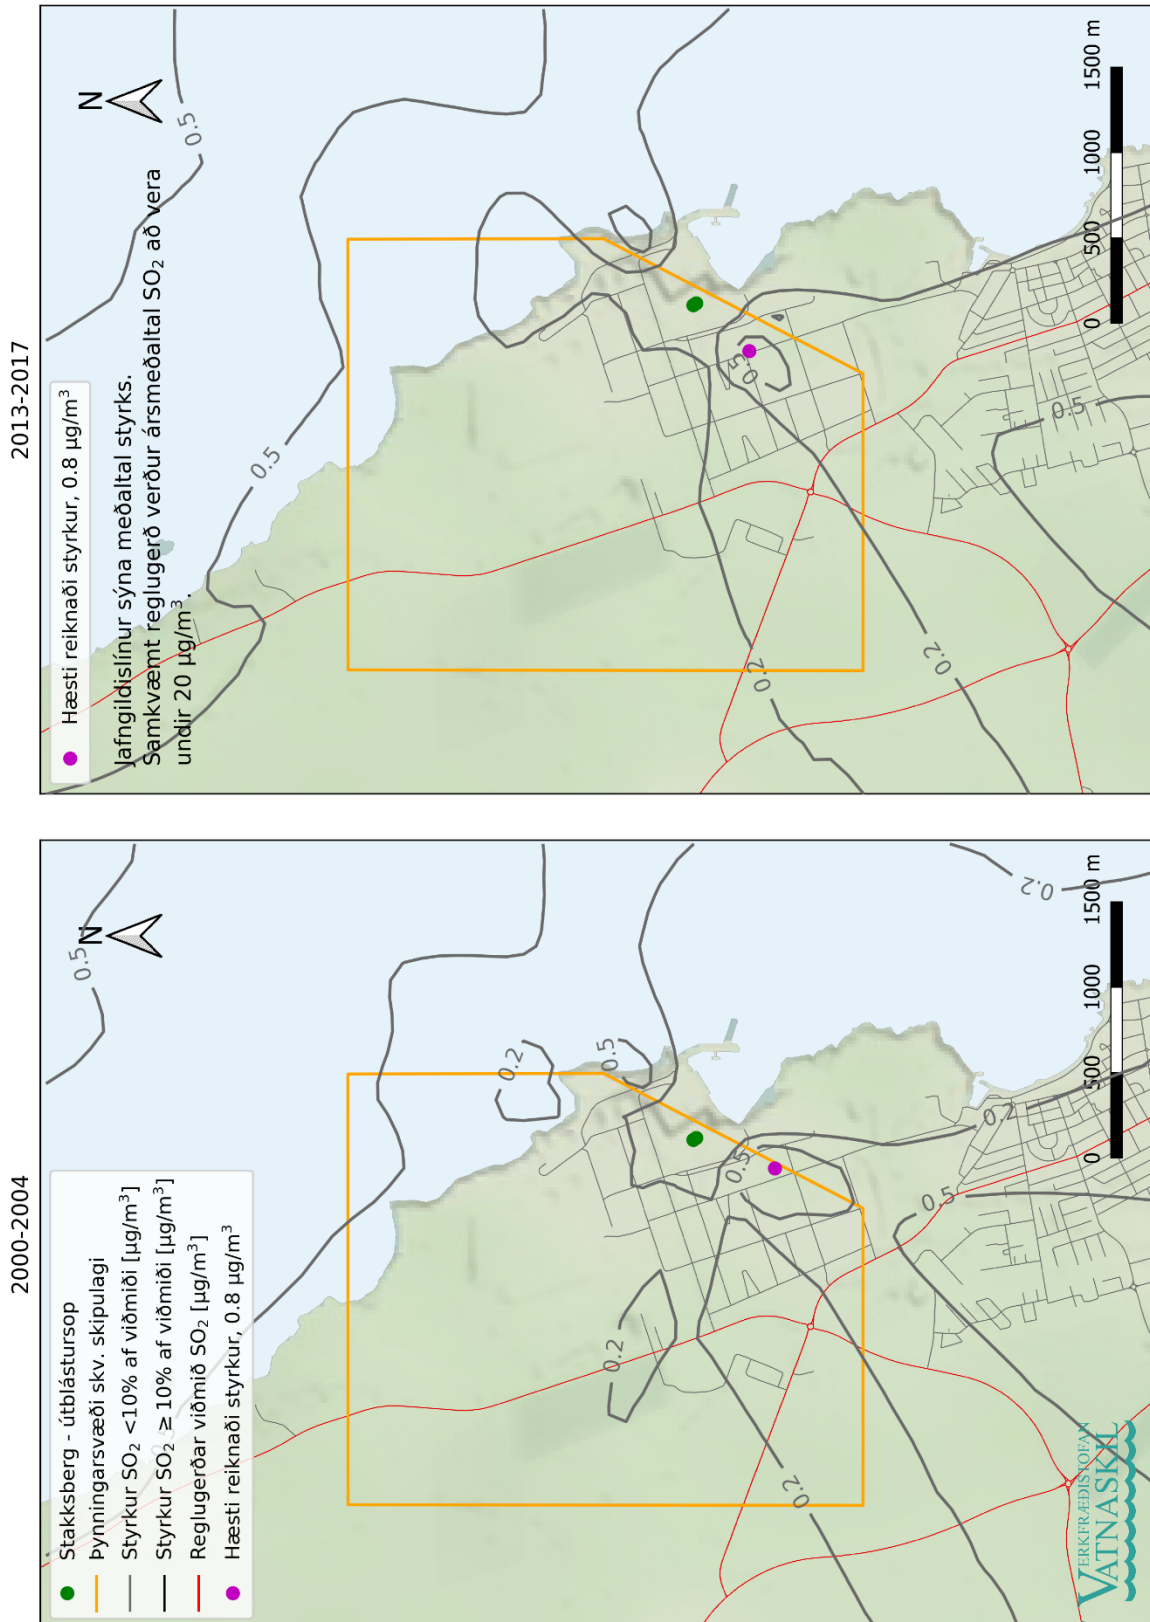 2000-2004
Stakksberg - útblástursop
Þynningarsvæði skv. skipulagi
Styrkur SO₂ <10% af viðmiði [µg/m³]
Styrkur SO₂ ≥ 10% af viðmiði [µg/m³]
Reglugerðar viðmið SO₂ [µg/m³]
Hæsti reiknaði styrkur, 0.8 µg/m³
N
0.5
0.5
0.2
0.5
0.2
0.5
0.2
0.5
0.2
0.2
0 500 1000 1500 m
VERKFRÆÐISTOFAN
VATNASKIL
2013-2017
Hæsti reiknaði styrkur, 0.8 µg/m³
Jafngildislínur sýna meðaltal styrks.
Samkvæmt reglugerð verður ársmeðaltal SO₂ að vera
undir 20 µg/m³.
N
0.5
0.5
0.5
0.2
0.2
0.5
0 500 1000 1500 m